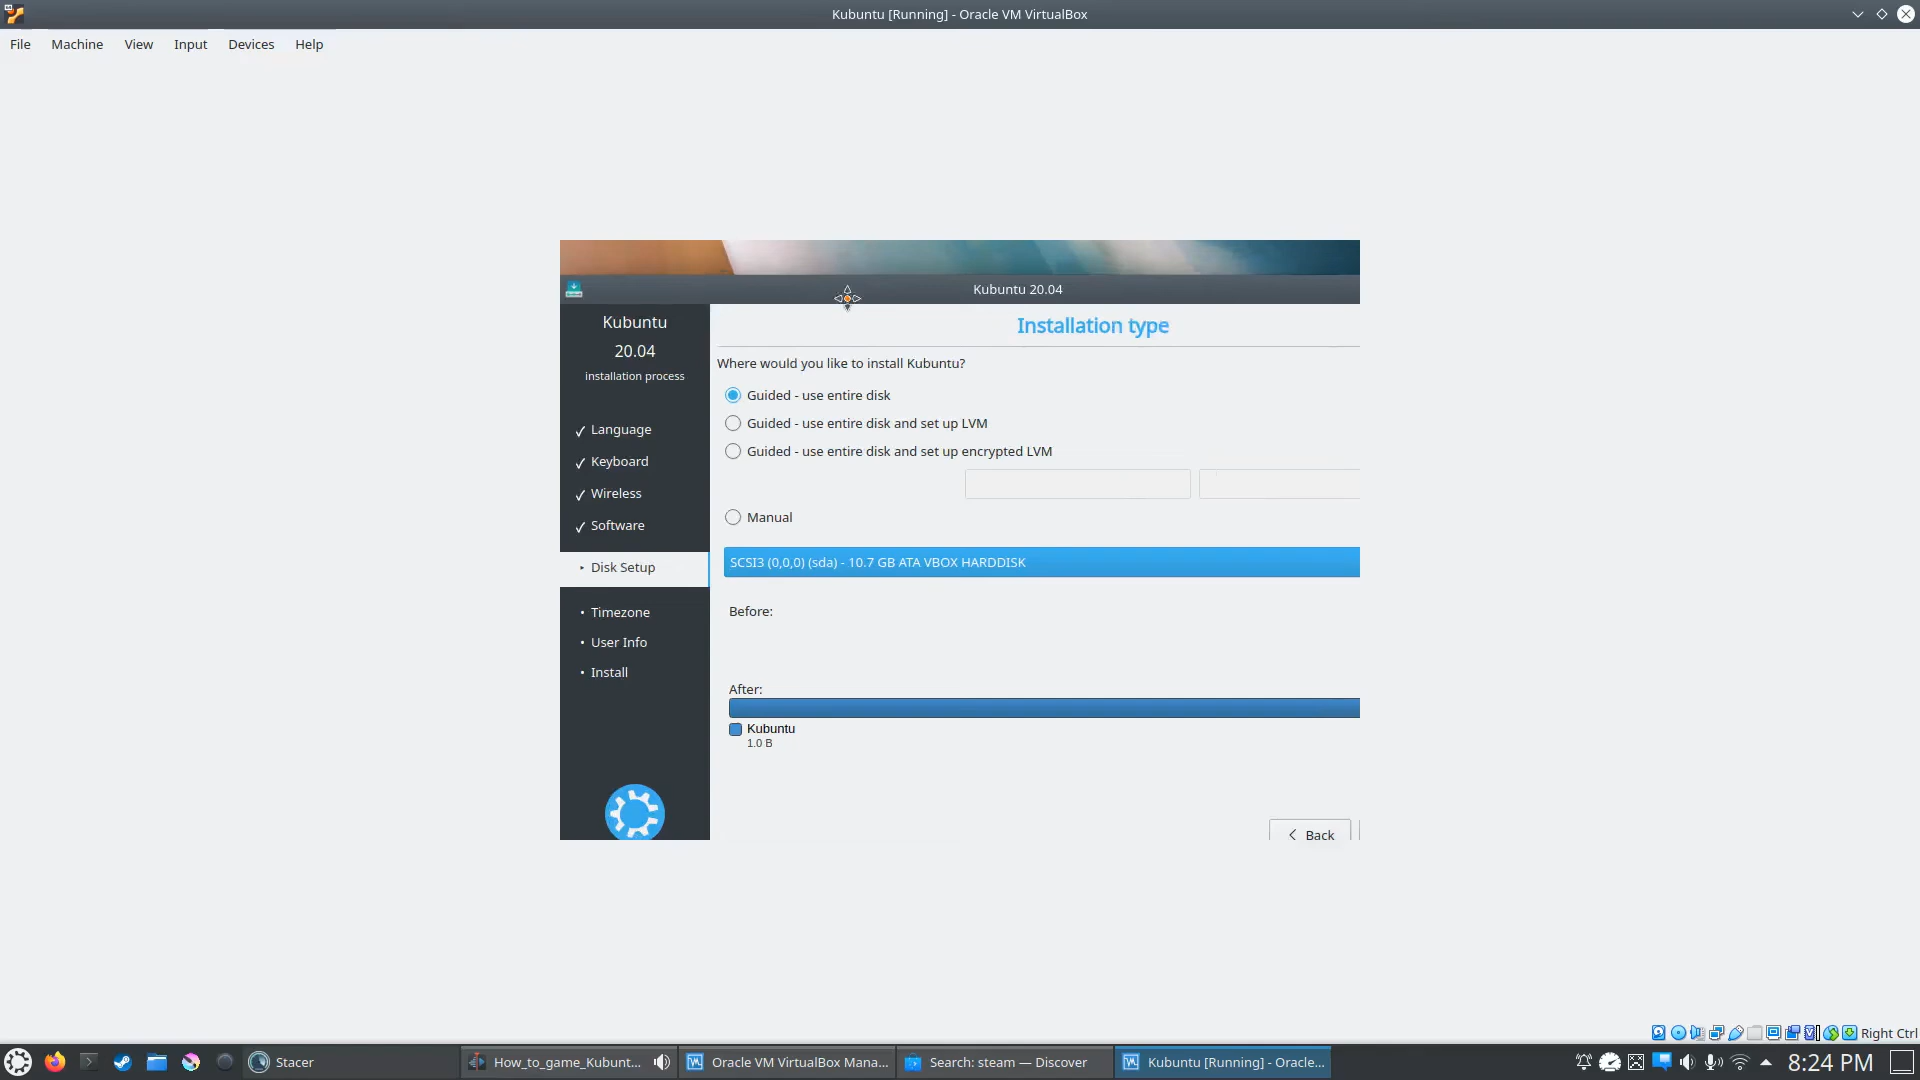 Kubuntu [Running] - Oracle VM VirtualBox
File Machine View Input Devices Help
Kubuntu 20.04
Kubuntu
20.04
installation process
✓ Language
✓ Keyboard
✓ Wireless
✓ Software
‣ Disk Setup
• Timezone
• User Info
• Install
Installation type
Where would you like to install Kubuntu?
Guided - use entire disk
Guided - use entire disk and set up LVM
Guided - use entire disk and set up encrypted LVM
Manual
SCSI3 (0,0,0) (sda) - 10.7 GB ATA VBOX HARDDISK
Before:
After:
Kubuntu
1.0 B
Back
Right Ctrl
Stacer
How_to_game_Kubunt...
Oracle VM VirtualBox Mana...
Search: steam — Discover
Kubuntu [Running] - Oracle...
8:24 PM